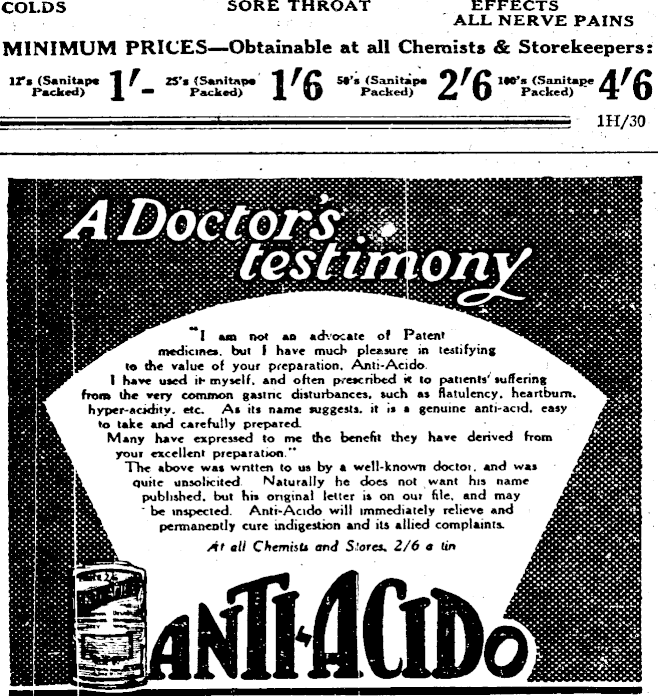 COLDS SORE THROAT EFFECTS
ALL NERVE PAINS
MINIMUM PRICES—Obtainable at all Chemists & Storekeepers:
12's (Sanitape Packed) 1'- 25's (Sanitape Packed) 1'6 50's (Sanitape Packed) 2'6 100's (Sanitape Packed) 4'6
1H/30
A Doctor's
testimony
"I am not an advocate of Patent
medicines, but I have much pleasure in testifying
to the value of your preparation, Anti-Acido.
I have used it myself, and often prescribed it to patients' suffering
from the very common gastric disturbances, such as flatulency, heartburn,
hyper-acidity, etc. As its name suggests, it is a genuine anti-acid, easy
to take and carefully prepared.
Many have expressed to me the benefit they have derived from
your excellent preparation."
The above was written to us by a well-known doctor, and was
quite unsolicited. Naturally he does not want his name
published, but his original letter is on our file, and may
be inspected. Anti-Acido will immediately relieve and
permanently cure indigestion and its allied complaints.
At all Chemists and Stores, 2/6 a tin
ANTI-ACIDO